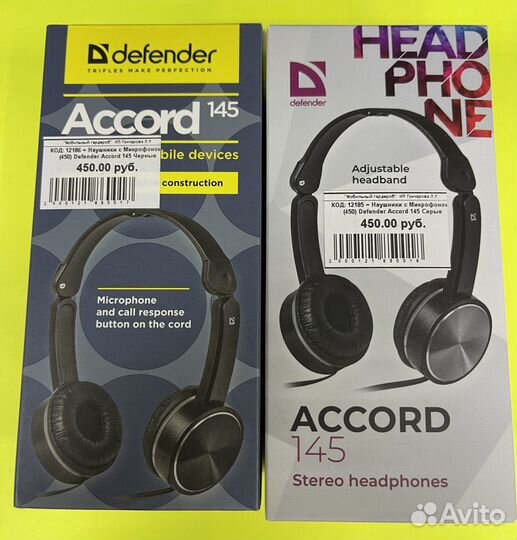 defender
TRIFLES MAKE PERFECTION
Accord 145
"Мобильный гардероб" ИП Гончарова Л.Г.
КОД: 12186 = Наушники с Микрофоном
(450) Defender Accord 145 Черные
450.00 руб.
bile devices
construction
Microphone
and call response
button on the cord
HEAD
PHO
NE
defender
Adjustable
headband
"Мобильный гардероб" ИП Гончарова Л.Г.
КОД: 12185 = Наушники с Микрофоном
(450) Defender Accord 145 Серые
450.00 руб.
ACCORD
145
Stereo headphones
Avito